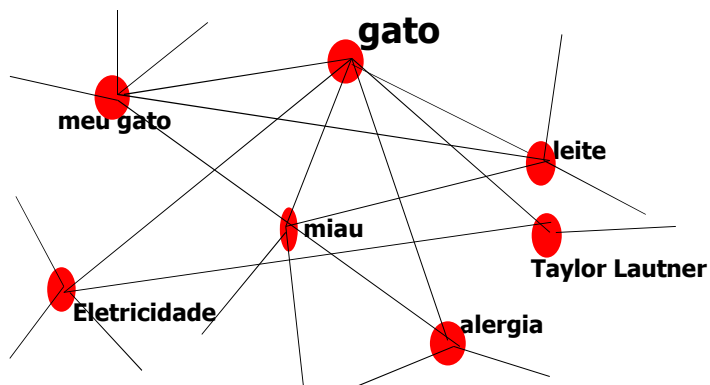 gato
meu gato
leite
miau
Taylor Lautner
Eletricidade
alergia